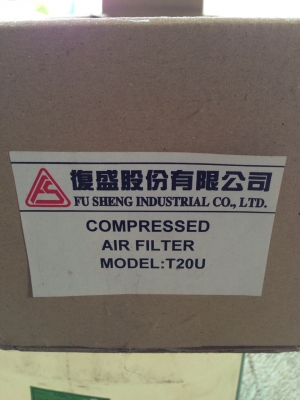 復盛股份有限公司
FU SHENG INDUSTRIAL CO., LTD.
COMPRESSED
AIR FILTER
MODEL:T20U